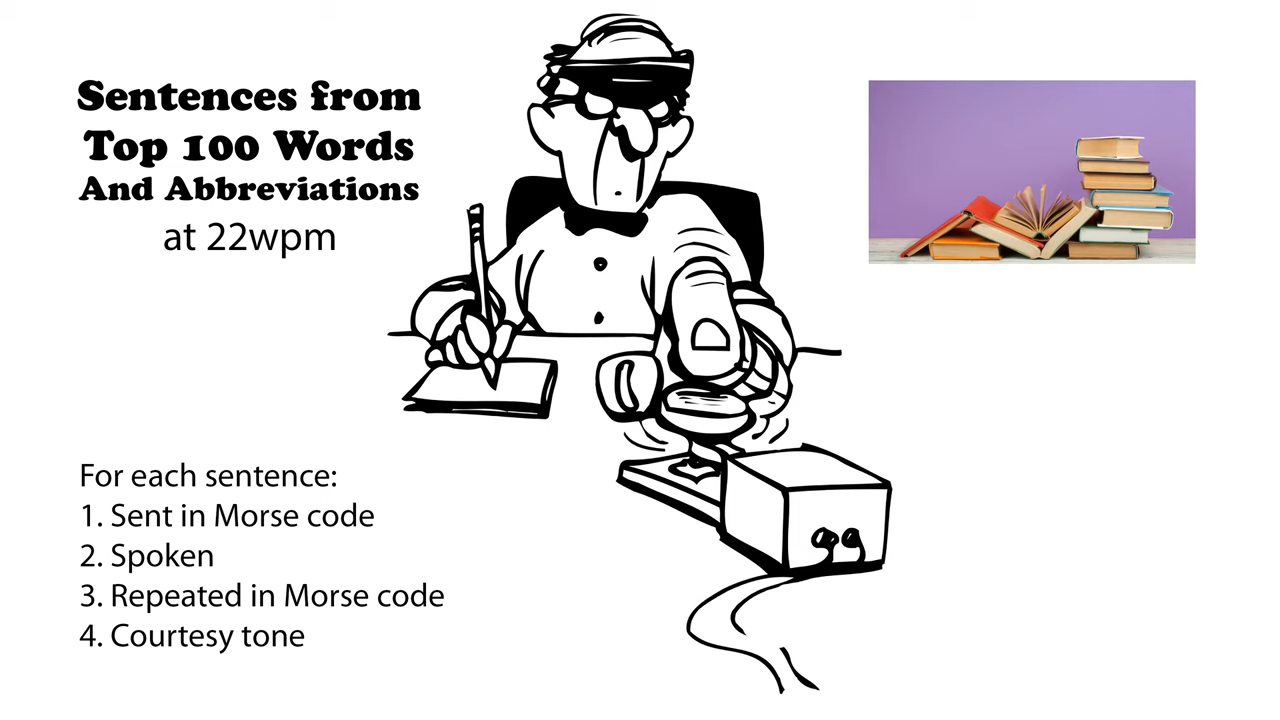 Sentences from
Top 100 Words
And Abbreviations
at 22wpm
For each sentence:
1. Sent in Morse code
2. Spoken
3. Repeated in Morse code
4. Courtesy tone